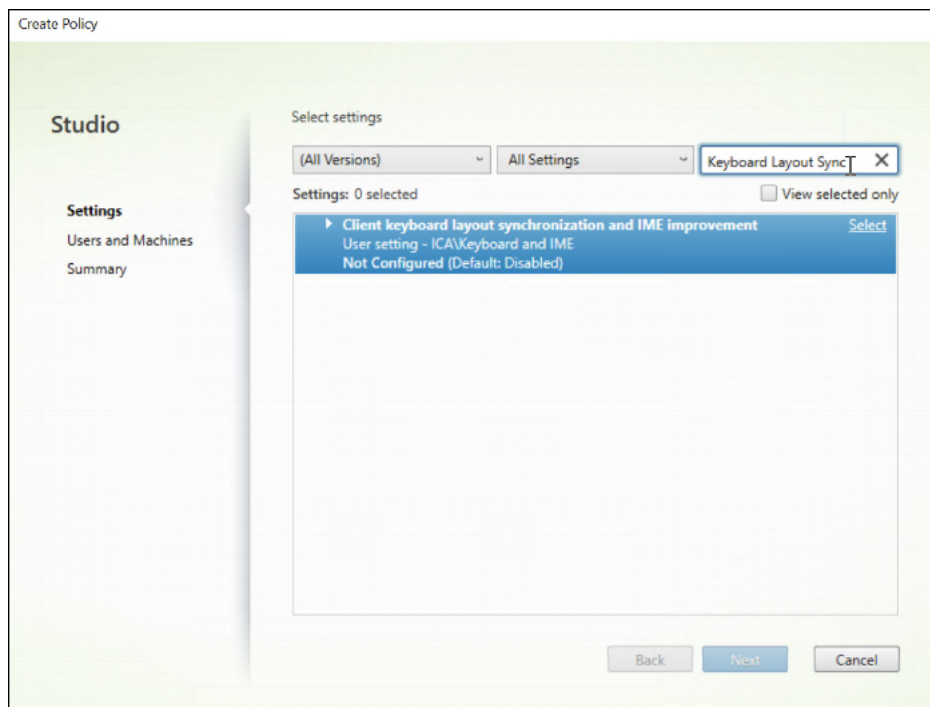 Create Policy
Studio
Settings
Users and Machines
Summary
Select settings
(All Versions)
All Settings
Keyboard Layout Sync
Settings: 0 selected
View selected only
Client keyboard layout synchronization and IME improvement
Select
User setting - ICA\Keyboard and IME
Not Configured (Default: Disabled)
Back
Next
Cancel